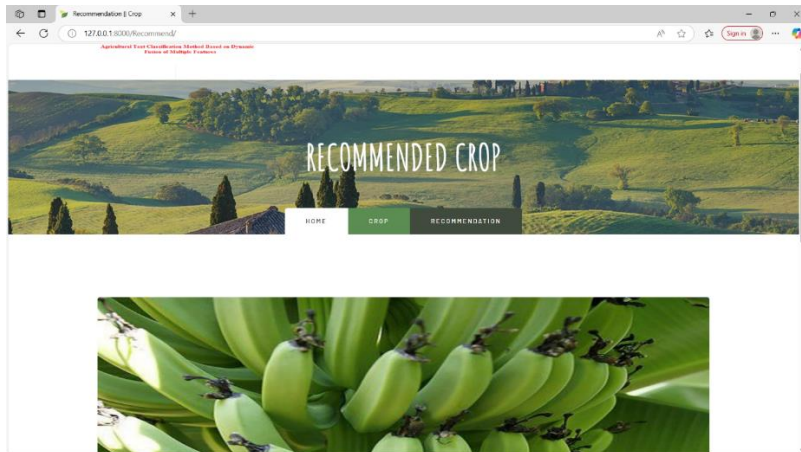 Recommendation || Crop
127.0.0.1:8000/Recommend/
Sign in
Agricultural Text Classification Method Based on Dynamic
Fusion of Multiple Features
RECOMMENDED CROP
HOME CROP RECOMMENDATION